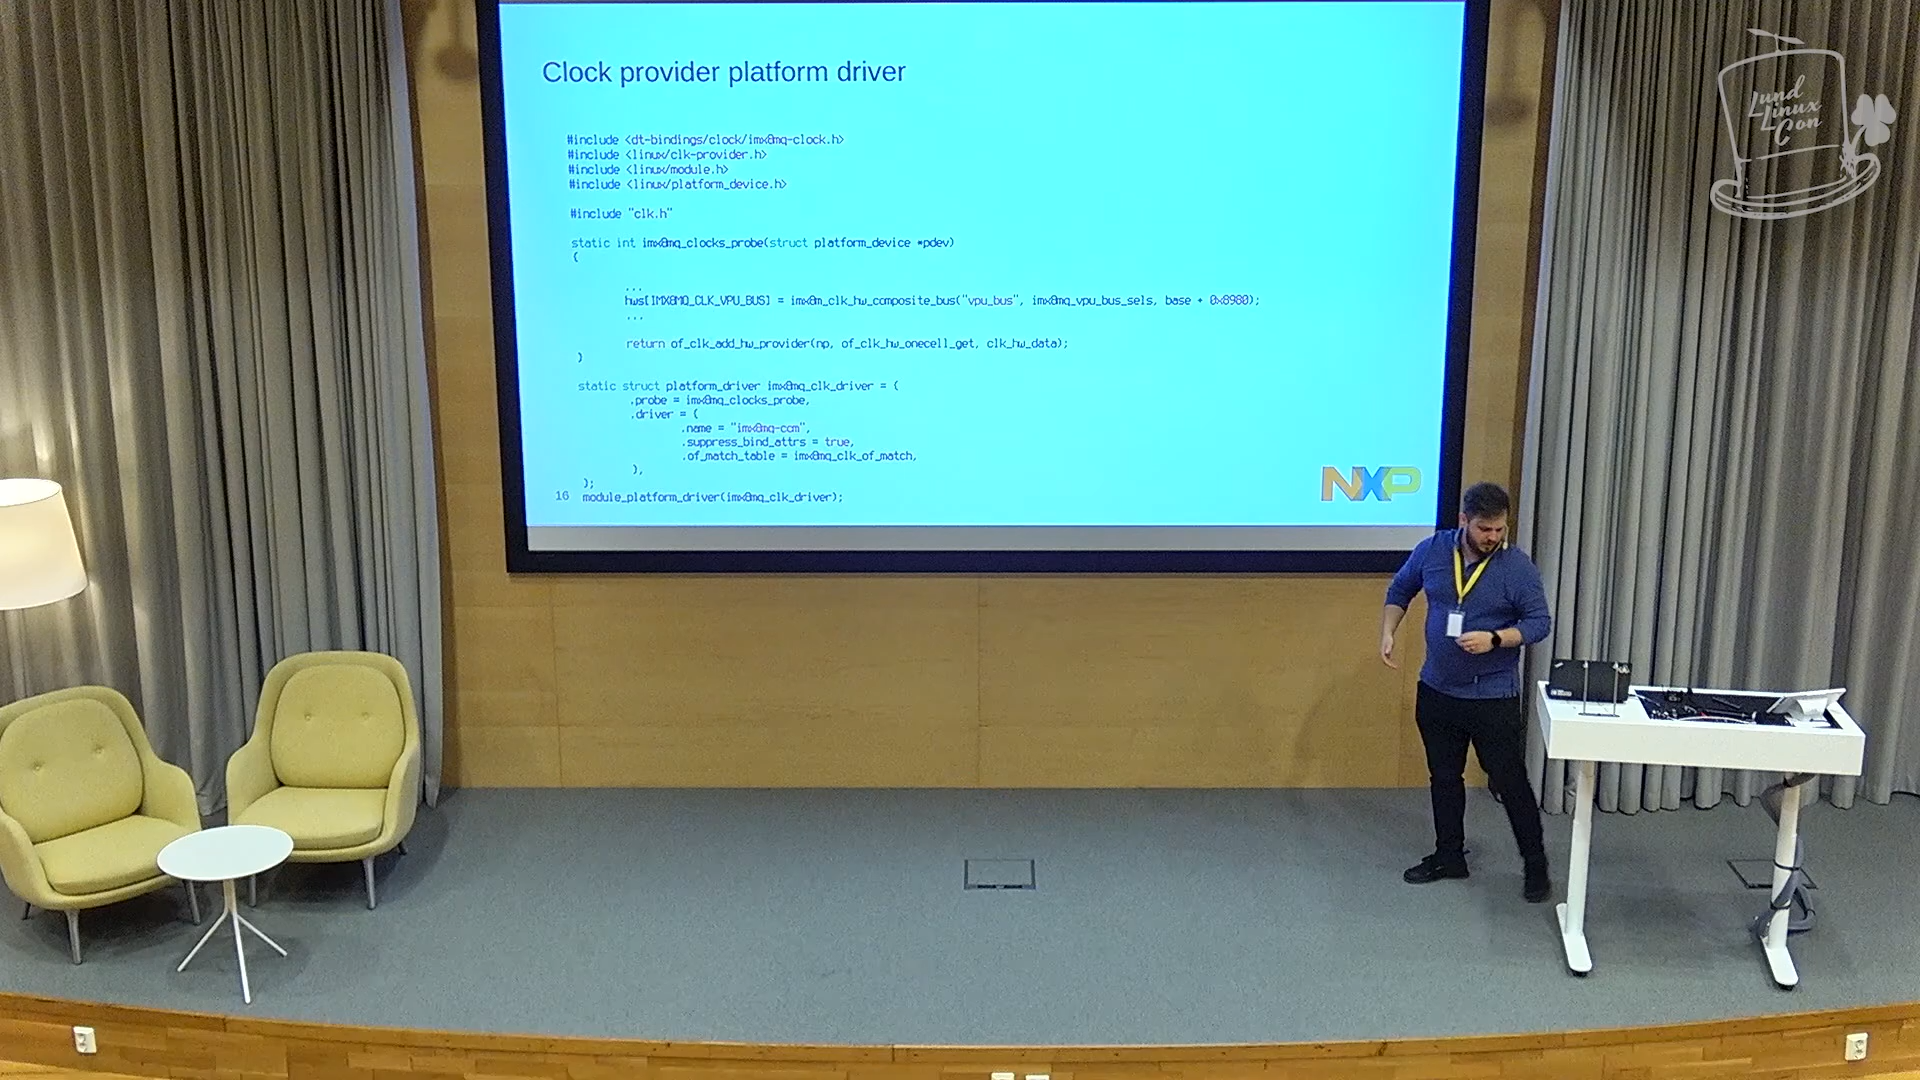 Clock provider platform driver
#include <dt-bindings/clock/imx8mq-clock.h>
#include <linux/clk-provider.h>
#include <linux/module.h>
#include <linux/platform_device.h>
#include "clk.h"
static int imx8mq_clocks_probe(struct platform_device *pdev)
{
...
hws[IMX8MQ_CLK_VPU_BUS] = imx8m_clk_hw_composite_bus("vpu_bus", imx8mq_vpu_bus_sels, base + 0x8980);
...
return of_clk_add_hw_provider(np, of_clk_hw_onecell_get, clk_hw_data);
}
static struct platform_driver imx8mq_clk_driver = {
.probe = imx8mq_clocks_probe,
.driver = {
.name = "imx8mq-ccm",
.suppress_bind_attrs = true,
.of_match_table = imx8mq_clk_of_match,
},
};
16 module_platform_driver(imx8mq_clk_driver);
NXP
Lund
Linux
Con